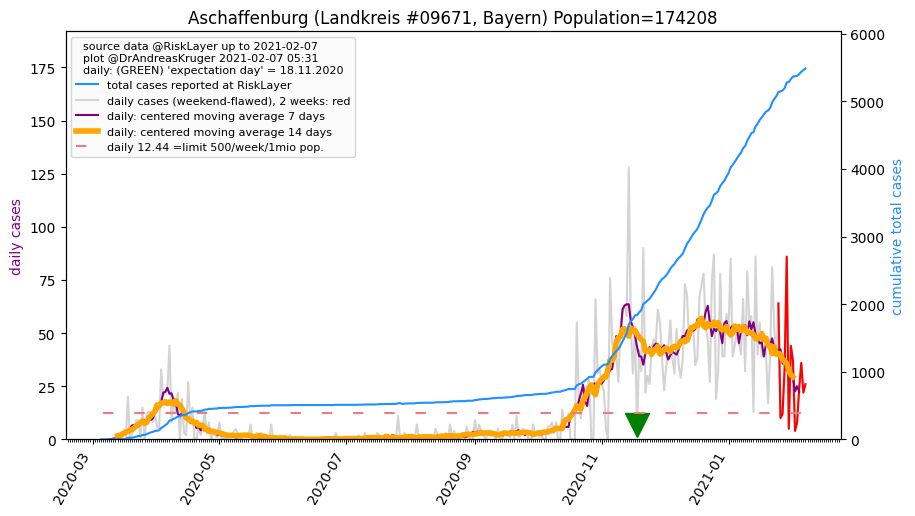 Aschaffenburg (Landkreis #09671, Bayern) Population=174208
source data @RiskLayer up to 2021-02-07
plot @DrAndreasKruger 2021-02-07 05:31
daily: (GREEN) 'expectation day' = 18.11.2020
total cases reported at RiskLayer
daily cases (weekend-flawed), 2 weeks: red
daily: centered moving average 7 days
daily: centered moving average 14 days
daily 12.44 =limit 500/week/1mio pop.
daily cases
175
150
125
100
75
50
25
0
6000
5000
4000
3000
2000
1000
0
cumulative total cases
2020-03
2020-05
2020-07
2020-09
2020-11
2021-01